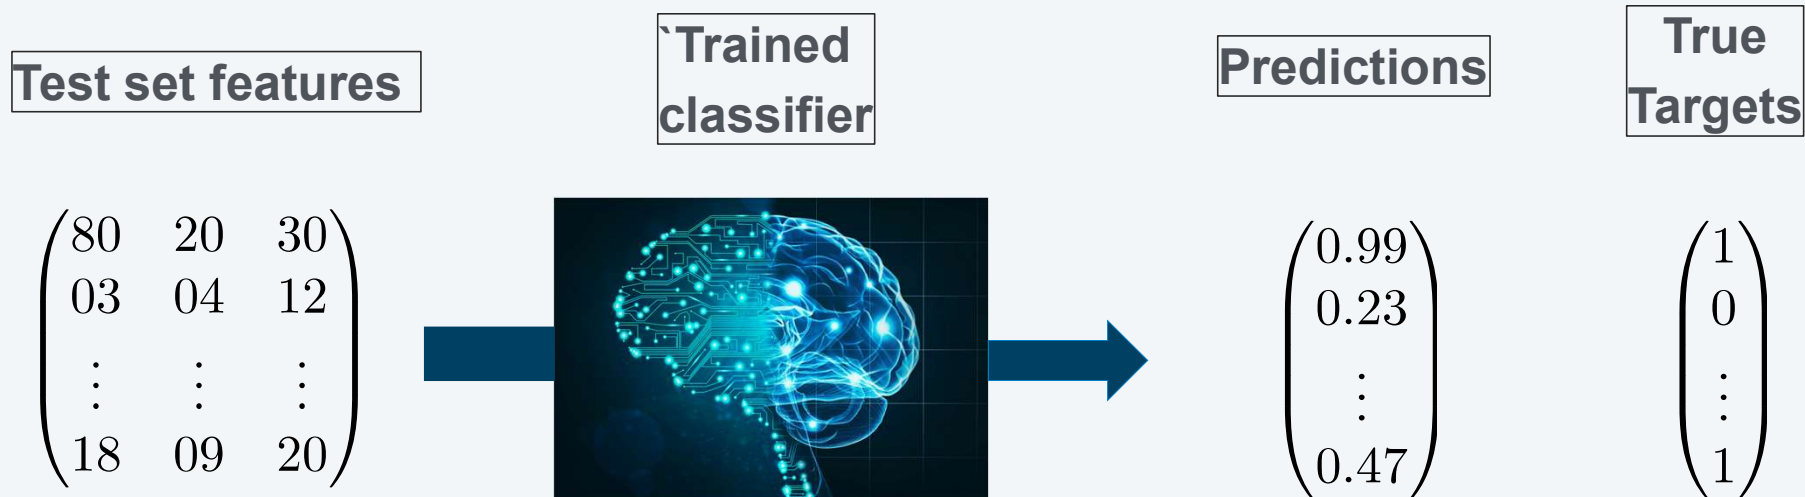 Test set features
`Trained
classifier
Predictions
True
Targets
80 20 30
03 04 12
⋮ ⋮ ⋮
18 09 20
0.99
0.23
⋮
0.47
1
0
⋮
1